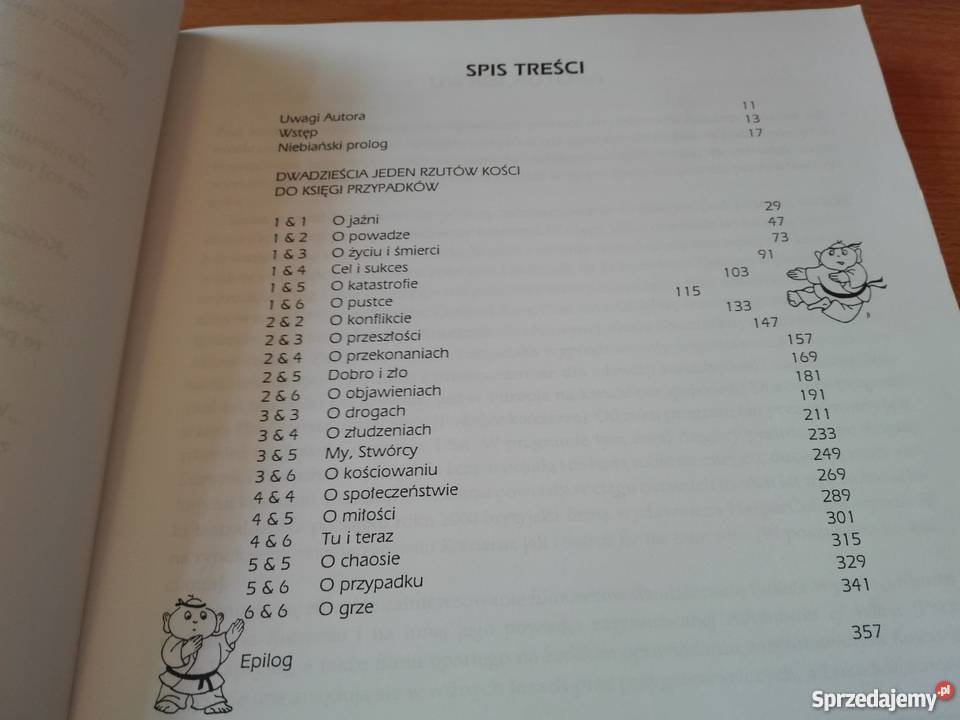 SPIS TREŚCI
Uwagi Autora 11
Wstęp 13
Niebiański prolog 17
DWADZIEŚCIA JEDEN RZUTÓW KOŚCI
DO KSIĘGI PRZYPADKÓW
1 & 1 O jaźni 29
1 & 2 O powadze 47
1 & 3 O życiu i śmierci 73
1 & 4 Cel i sukces 91
1 & 5 O katastrofie 103
1 & 6 O pustce 115
2 & 2 O konflikcie 133
2 & 3 O przeszłości 147
2 & 4 O przekonaniach 157
2 & 5 Dobro i zło 169
2 & 6 O objawieniach 181
3 & 3 O drogach 191
3 & 4 O złudzeniach 211
3 & 5 My, Stwórcy 233
3 & 6 O kościowaniu 249
4 & 4 O społeczeństwie 269
4 & 5 O miłości 289
4 & 6 Tu i teraz 301
5 & 5 O chaosie 315
5 & 6 O przypadku 329
6 & 6 O grze 341
Epilog 357
Sprzedajemy.pl